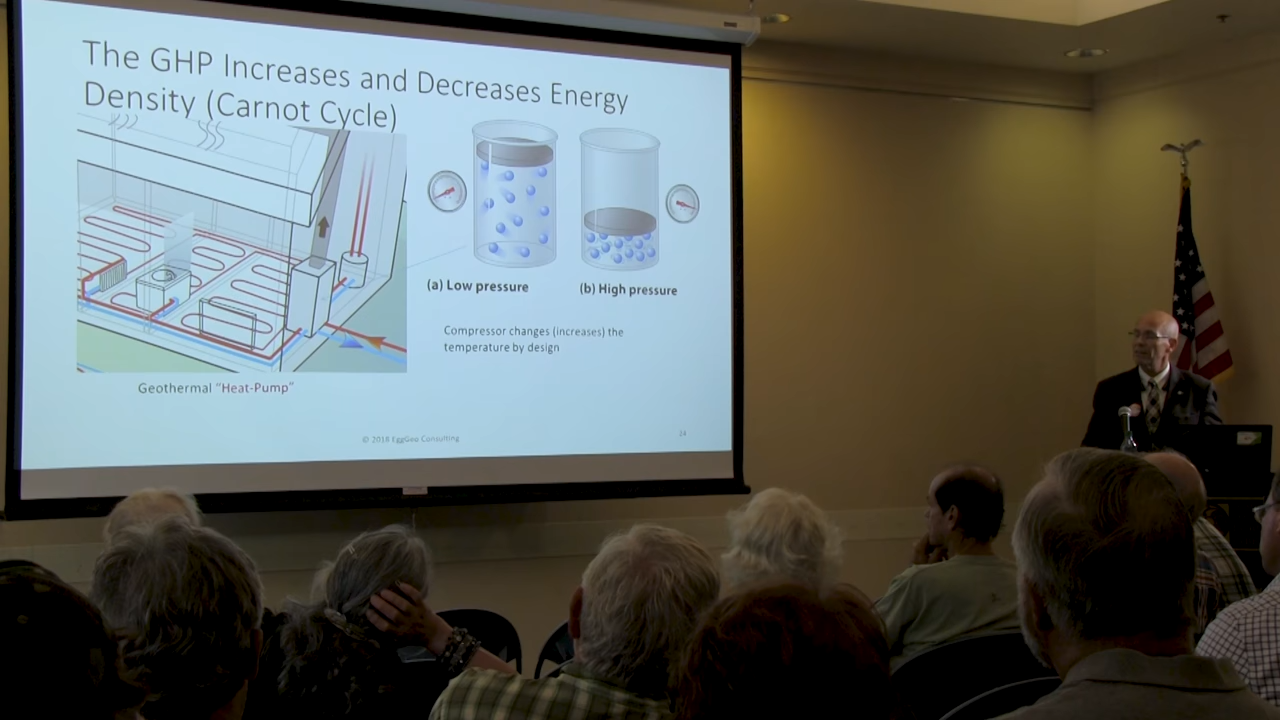 The GHP Increases and Decreases Energy
Density (Carnot Cycle)
(a) Low pressure
(b) High pressure
Compressor changes (increases) the
temperature by design
Geothermal “Heat-Pump”
© 2018 EggGeo Consulting
24